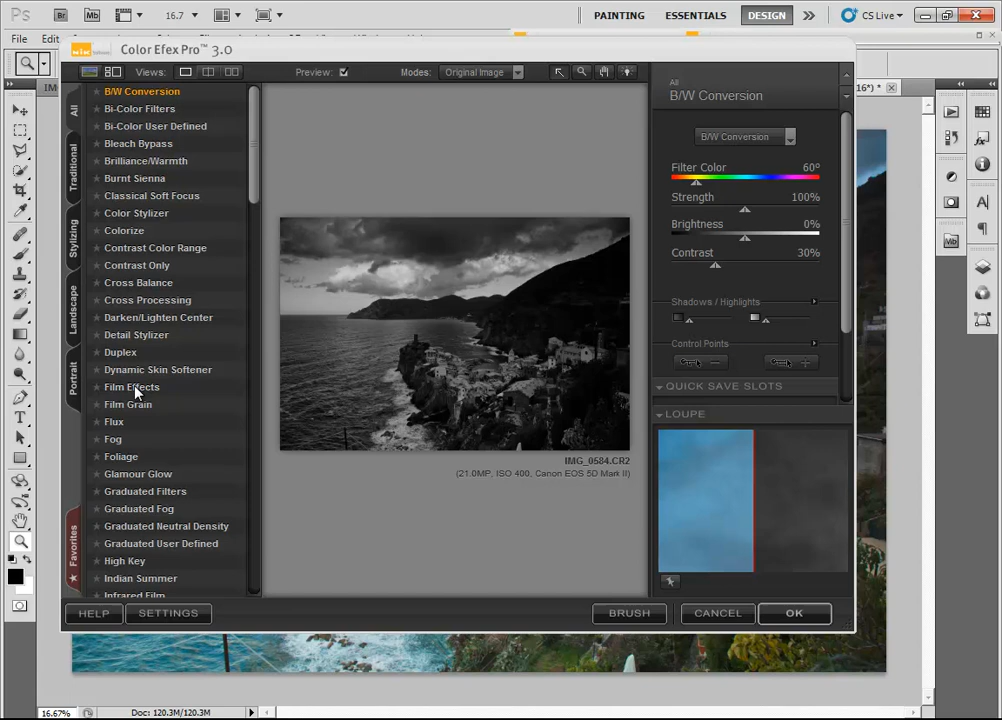 Ps
Br
Mb
16.7
PAINTING
ESSENTIALS
DESIGN
CS Live
File
Edit
Color Efex Pro™ 3.0
Views:
Preview:
Modes:
Original Image
IM
16*) *
All
Traditional
Stylizing
Landscape
Portrait
Favorites
B/W Conversion
Bi-Color Filters
Bi-Color User Defined
Bleach Bypass
Brilliance/Warmth
Burnt Sienna
Classical Soft Focus
Color Stylizer
Colorize
Contrast Color Range
Contrast Only
Cross Balance
Cross Processing
Darken/Lighten Center
Detail Stylizer
Duplex
Dynamic Skin Softener
Film Effects
Film Grain
Flux
Fog
Foliage
Glamour Glow
Graduated Filters
Graduated Fog
Graduated Neutral Density
Graduated User Defined
High Key
Indian Summer
Infrared Film
IMG_0584.CR2
(21.0MP, ISO 400, Canon EOS 5D Mark II)
All
B/W Conversion
B/W Conversion
Filter Color 60°
Strength 100%
Brightness 0%
Contrast 30%
Shadows / Highlights
Control Points
QUICK SAVE SLOTS
LOUPE
HELP
SETTINGS
BRUSH
CANCEL
OK
16.67%
Doc: 120.3M/120.3M